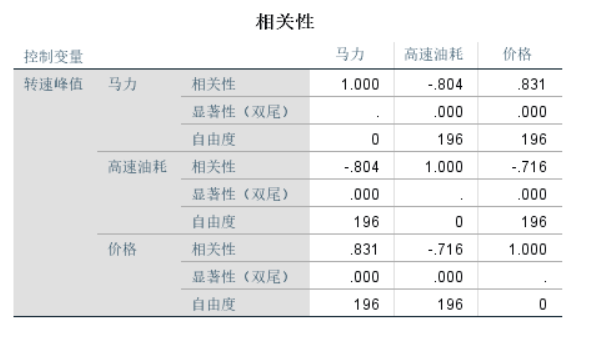 相关性
控制变量 马力 高速油耗 价格
转速峰值 马力 相关性 1.000 -.804 .831
显著性（双尾） . .000 .000
自由度 0 196 196
高速油耗 相关性 -.804 1.000 -.716
显著性（双尾） .000 . .000
自由度 196 0 196
价格 相关性 .831 -.716 1.000
显著性（双尾） .000 .000 .
自由度 196 196 0